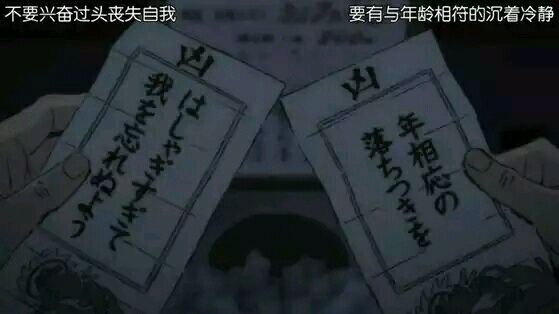 不要兴奋过头丧失自我
要有与年龄相符的沉着冷静
凶
はしゃぎすぎて
我を忘れぬよう
凶
年相応の
落ちつきを